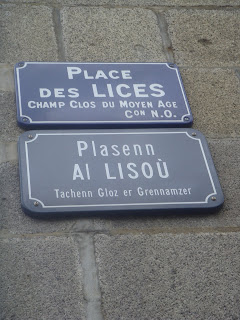 PLACE
DES LICES
CHAMP CLOS DU MOYEN AGE
CON N.O.
Plasenn
Al LISOÙ
Tachenn Gloz er Grennamzer